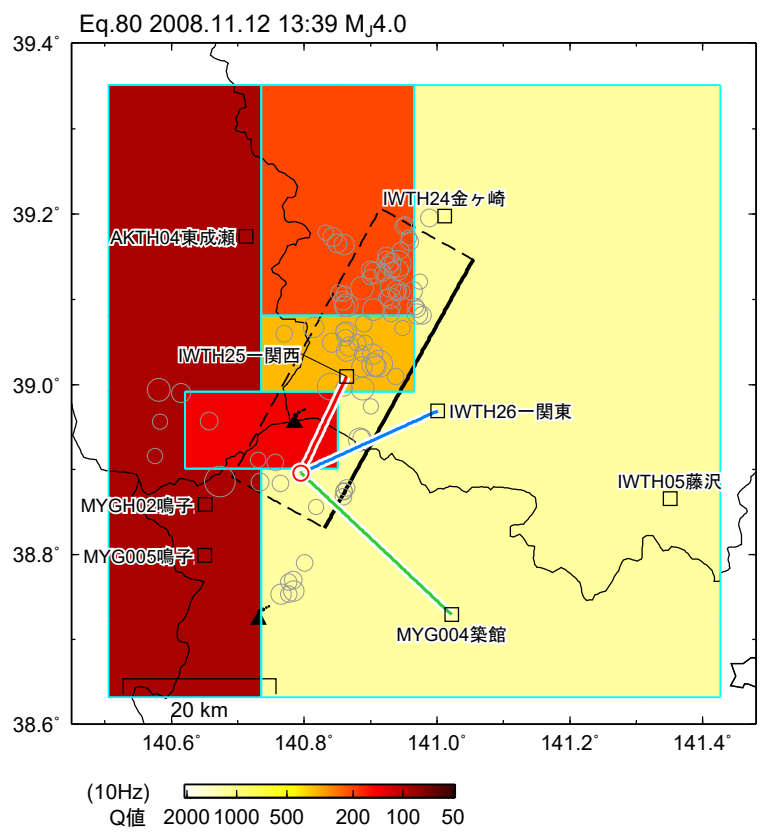 Eq.80 2008.11.12 13:39 MJ4.0
39.4˚
39.2˚
39.0˚
38.8˚
38.6˚
IWTH24金ヶ崎
AKTH04東成瀬
IWTH25一関西
IWTH26一関東
IWTH05藤沢
MYGH02鳴子
MYG005鳴子
MYG004築館
20 km
140.6˚ 140.8˚ 141.0˚ 141.2˚ 141.4˚
(10Hz)
Q値 2000 1000 500 200 100 50